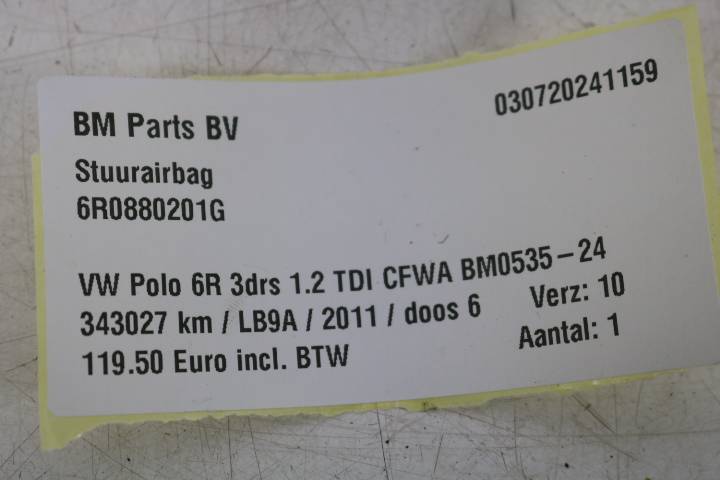 BM Parts BV
030720241159
Stuurairbag
6R0880201G
VW Polo 6R 3drs 1.2 TDI CFWA BM0535-24
343027 km / LB9A / 2011 / doos 6
Verz: 10
119.50 Euro incl. BTW
Aantal: 1